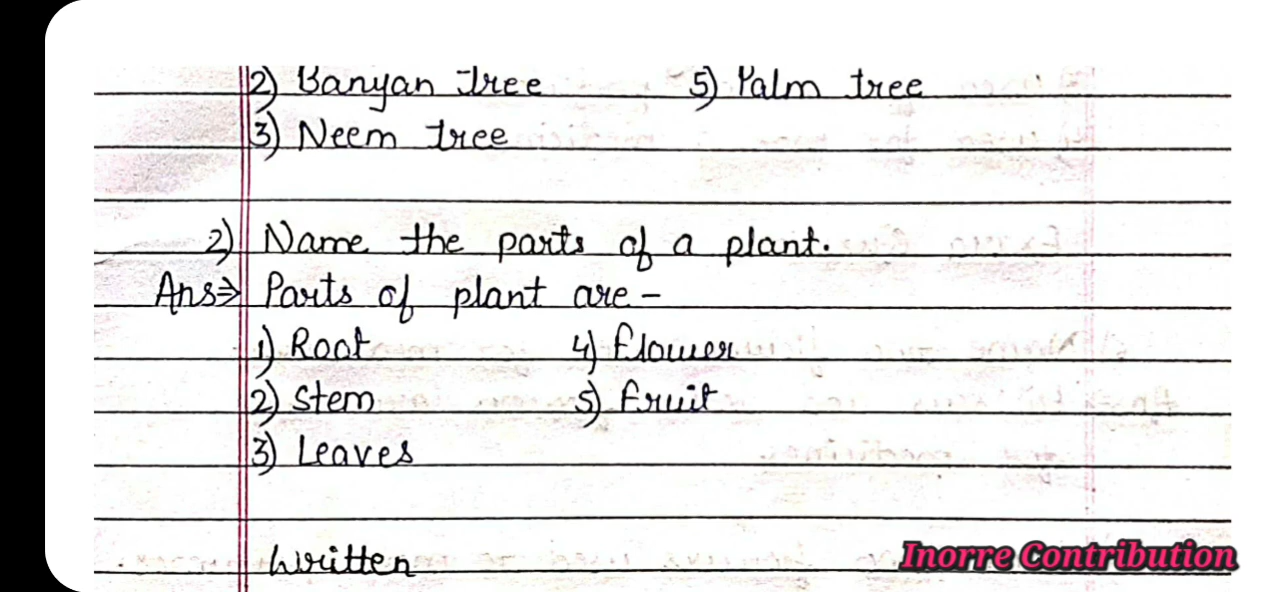 2) Banyan tree 5) Palm tree
3) Neem tree
2) Name the parts of a plant.
Ans⇒ Parts of plant are –
1) Root 4) flower
2) Stem 5) fruit
3) Leaves
Written
Inorre Contribution